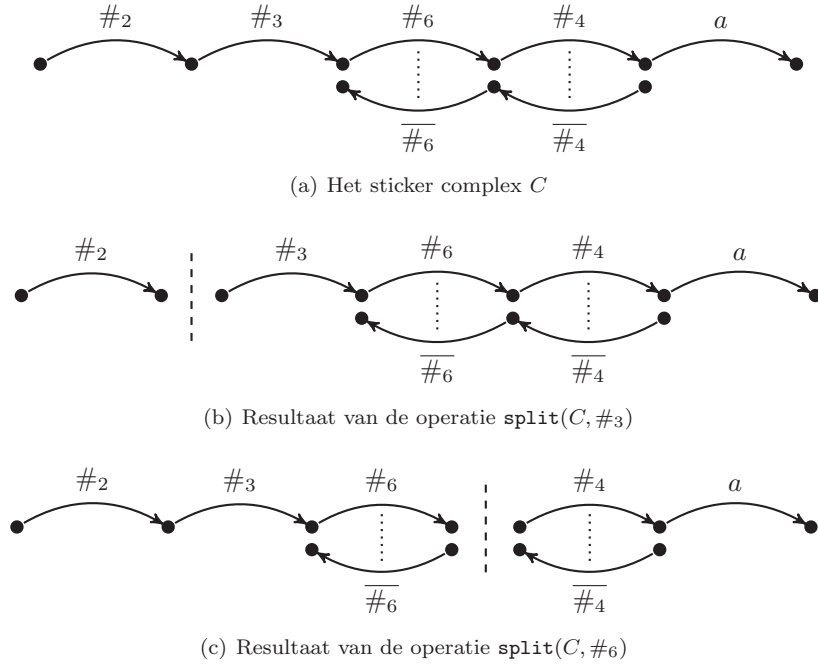 #₂ #₃ #₆ #₄ a
#̅₆̅ #̅₄̅
(a) Het sticker complex C
#₂ #₃ #₆ #₄ a
#̅₆̅ #̅₄̅
(b) Resultaat van de operatie split(C, #₃)
#₂ #₃ #₆ #₄ a
#̅₆̅ #̅₄̅
(c) Resultaat van de operatie split(C, #₆)